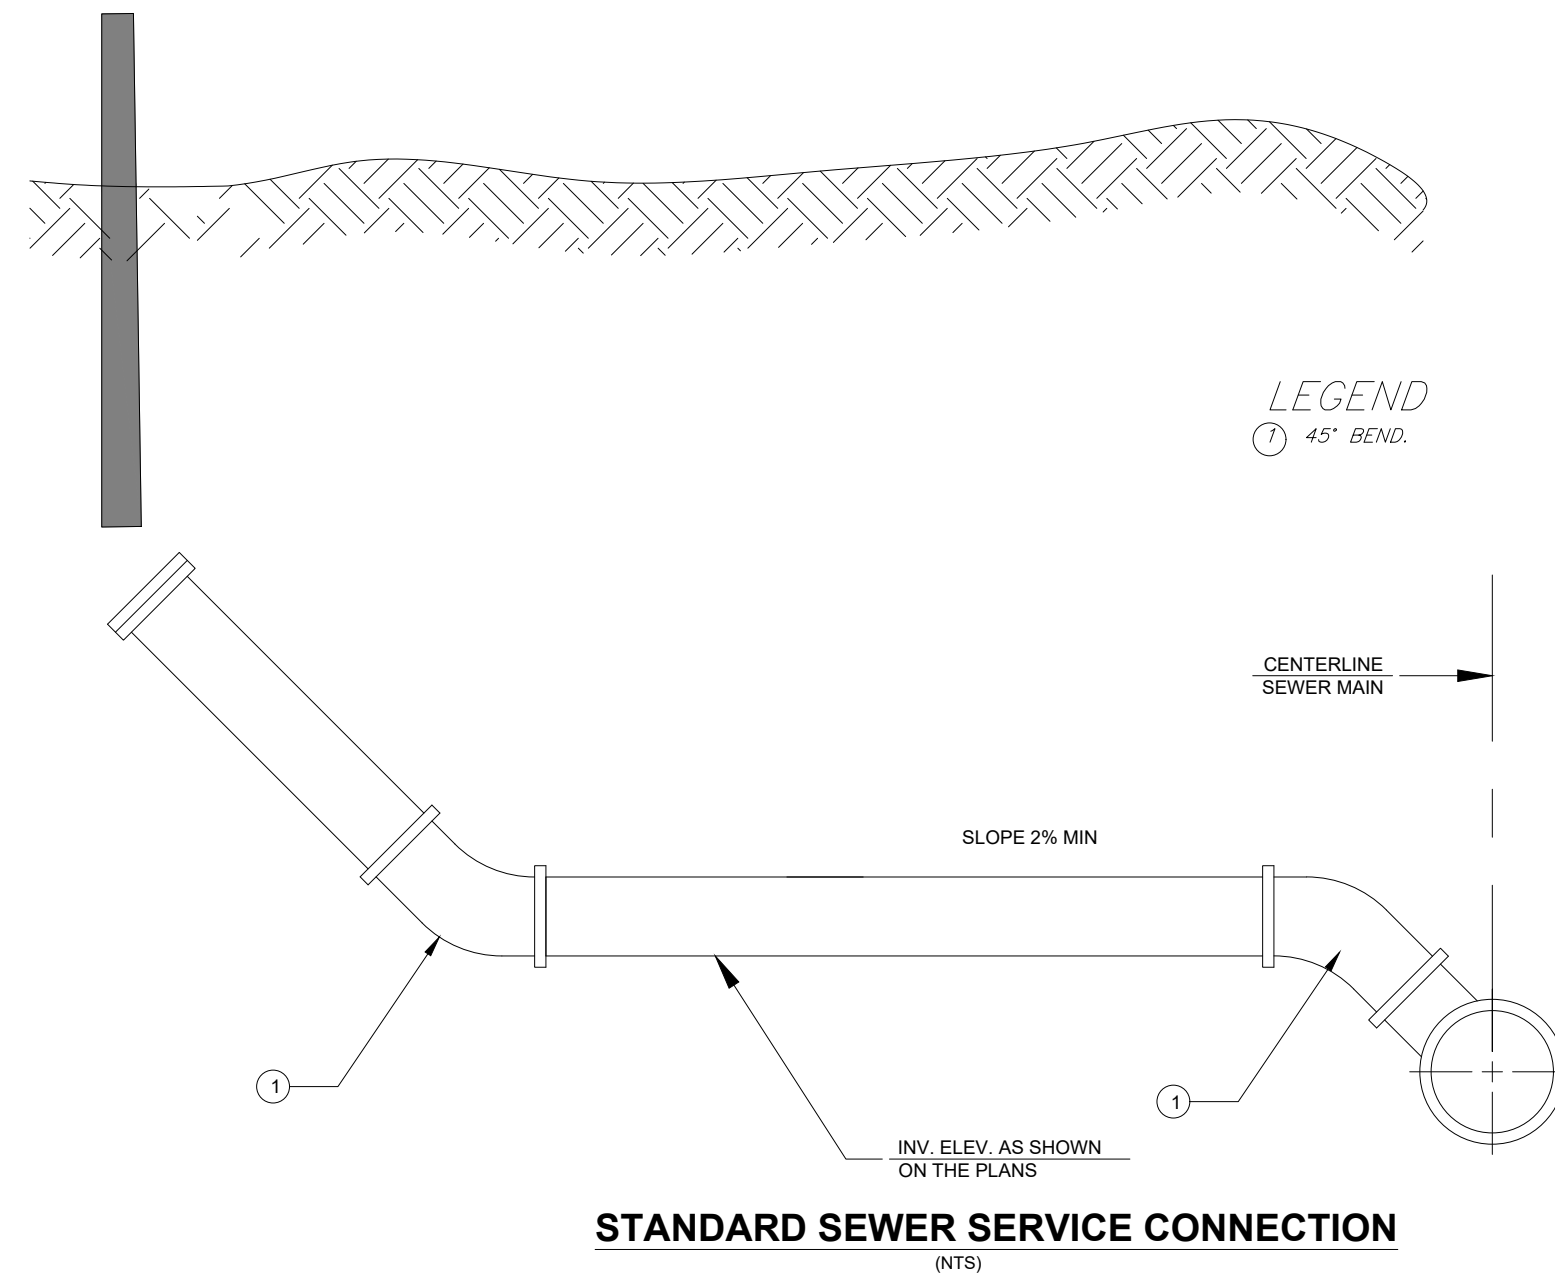 LEGEND
1 45° BEND.
CENTERLINE
SEWER MAIN
SLOPE 2% MIN
1
1
INV. ELEV. AS SHOWN
ON THE PLANS
STANDARD SEWER SERVICE CONNECTION
(NTS)